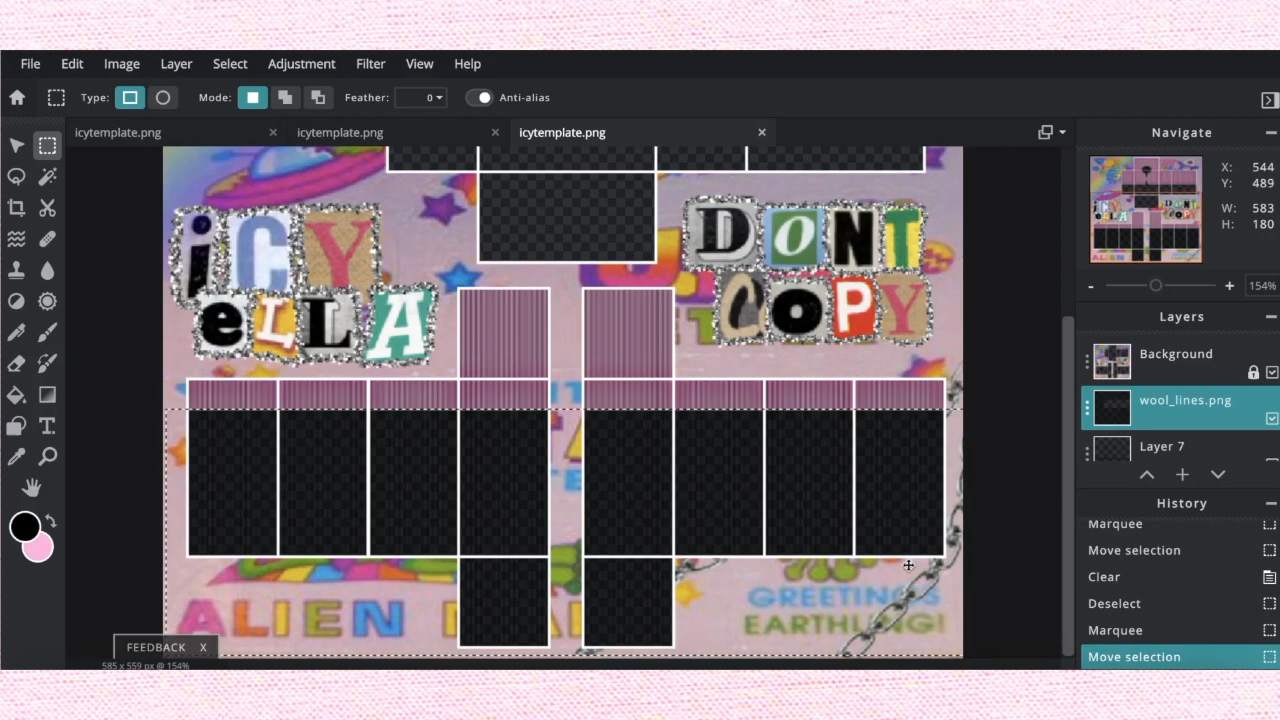 File Edit Image Layer Select Adjustment Filter View Help
Type: Mode: Feather: 0 Anti-alias
icytemplate.png X icytemplate.png X icytemplate.png X
Navigate
X: 544
Y: 489
W: 583
H: 180
- + 154%
Layers
Background
wool_lines.png
Layer 7
History
Marquee
Move selection
Clear
Deselect
Marquee
Move selection
iCY
eLLA
DONT
COPY
ALIEN
GREETINGS
EARTHLING!
FEEDBACK X
585 x 559 px @ 154%